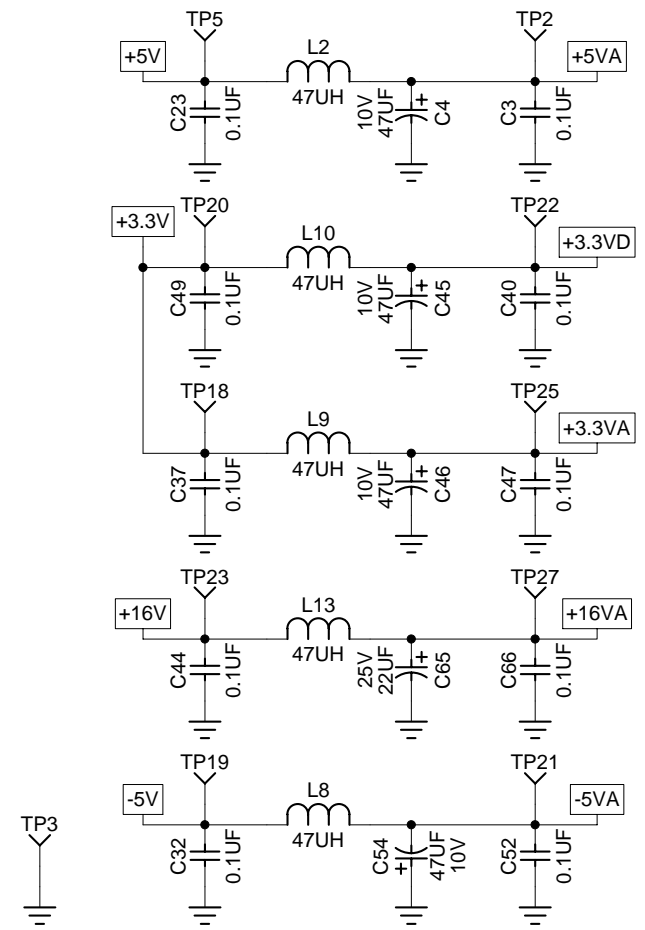 TP5
TP2
+5V
L2
+5VA
47UH
C23
0.1UF
10V
47UF
+
C4
C3
0.1UF
TP20
TP22
+3.3V
L10
+3.3VD
47UH
C49
0.1UF
10V
47UF
+
C45
C40
0.1UF
TP18
TP25
L9
+3.3VA
47UH
C37
0.1UF
10V
47UF
+
C46
C47
0.1UF
TP23
TP27
+16V
L13
+16VA
47UH
C44
0.1UF
25V
22UF
+
C65
C66
0.1UF
TP19
TP21
-5V
L8
-5VA
47UH
TP3
C32
0.1UF
C54
+
47UF
10V
C52
0.1UF